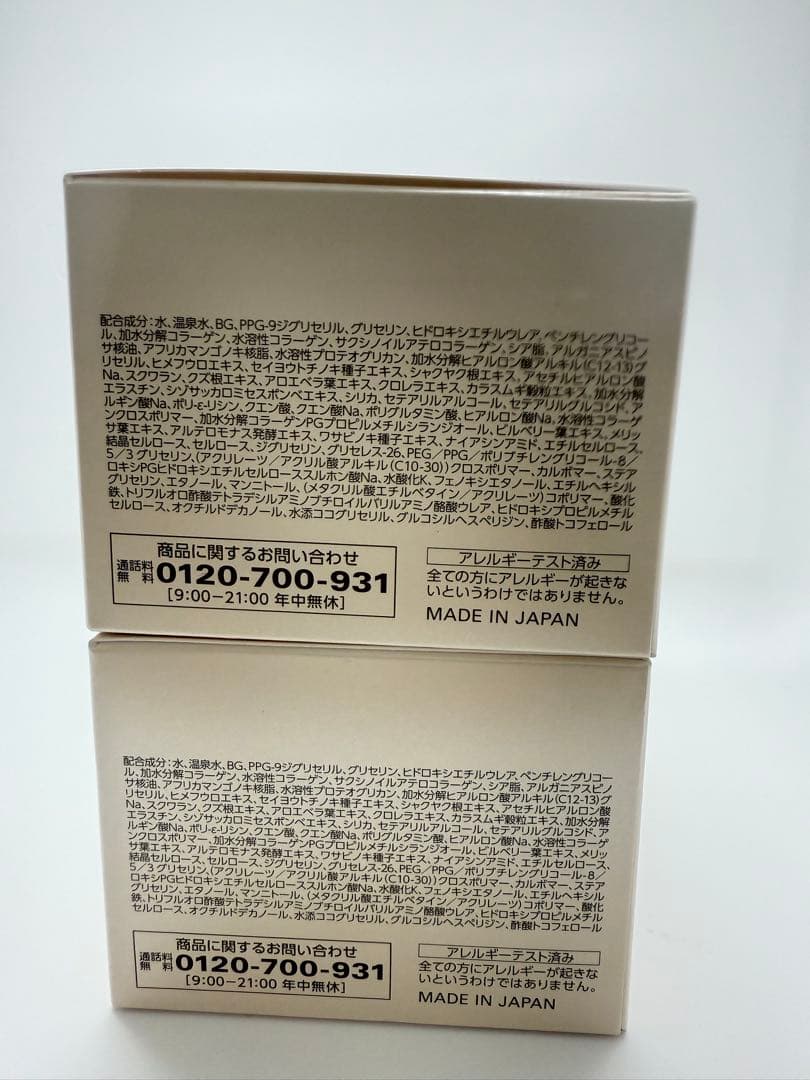 配合成分:水、温泉水、BG、PPG-9ジグリセリル、グリセリン、ヒドロキシエチルウレア、ペンチレングリコー
ル、加水分解コラーゲン、水溶性コラーゲン、サクシノイルアテロコラーゲン、シア脂、アルガニアスピノ
サ核油、アフリカマンゴノキ核脂、水溶性プロテオグリカン、加水分解ヒアルロン酸アルキル(C12-13)グ
リセリル、ヒメフウロエキス、セイヨウトチノキ種子エキス、シャクヤク根エキス、アセチルヒアルロン酸
Na、スクワラン、クズ根エキス、アロエベラ葉エキス、クロレラエキス、カラスムギ穀粒エキス、加水分解
エラスチン、シゾサッカロミセスポンベエキス、シリカ、セテアリルアルコール、セテアリルグルコシド、ア
ルギン酸Na、ポリ-ε-リシン、クエン酸、クエン酸Na、ポリグルタミン酸、ヒアルロン酸Na、水溶性コラーゲ
ンクロスポリマー、加水分解コラーゲンPGプロピルメチルシランジオール、ビルベリー葉エキス、メリッ
サ葉エキス、アルテロモナス発酵エキス、ワサビノキ種子エキス、ナイアシンアミド、エチルセルロース、
結晶セルロース、セルロース、ジグリセリン、グリセレス-26、PEG/PPG/ポリブチレングリコール-8/
5/3グリセリン、(アクリレーツ/アクリル酸アルキル(C10-30))クロスポリマー、カルボマー、ステア
ロキシPGヒドロキシエチルセルローススルホン酸Na、水酸化K、フェノキシエタノール、エチルヘキシル
グリセリン、エタノール、マンニトール、(メタクリル酸エチルベタイン/アクリレーツ)コポリマー、酸化
鉄、トリフルオロ酢酸テトラデシルアミノブチロイルバリルアミノ酪酸ウレア、ヒドロキシプロピルメチル
セルロース、オクチルドデカノール、水添ココグリセリル、グルコシルヘスペリジン、酢酸トコフェロール
商品に関するお問い合わせ
通話料無料 0120-700-931
[9:00−21:00 年中無休]
アレルギーテスト済み
全ての方にアレルギーが起きな
いというわけではありません。
MADE IN JAPAN
配合成分:水、温泉水、BG、PPG-9ジグリセリル、グリセリン、ヒドロキシエチルウレア、ペンチレングリコー
ル、加水分解コラーゲン、水溶性コラーゲン、サクシノイルアテロコラーゲン、シア脂、アルガニアスピノ
サ核油、アフリカマンゴノキ核脂、水溶性プロテオグリカン、加水分解ヒアルロン酸アルキル(C12-13)グ
リセリル、ヒメフウロエキス、セイヨウトチノキ種子エキス、シャクヤク根エキス、アセチルヒアルロン酸
Na、スクワラン、クズ根エキス、アロエベラ葉エキス、クロレラエキス、カラスムギ穀粒エキス、加水分解
エラスチン、シゾサッカロミセスポンベエキス、シリカ、セテアリルアルコール、セテアリルグルコシド、ア
ルギン酸Na、ポリ-ε-リシン、クエン酸、クエン酸Na、ポリグルタミン酸、ヒアルロン酸Na、水溶性コラーゲ
ンクロスポリマー、加水分解コラーゲンPGプロピルメチルシランジオール、ビルベリー葉エキス、メリッ
サ葉エキス、アルテロモナス発酵エキス、ワサビノキ種子エキス、ナイアシンアミド、エチルセルロース、
結晶セルロース、セルロース、ジグリセリン、グリセレス-26、PEG/PPG/ポリブチレングリコール-8/
5/3グリセリン、(アクリレーツ/アクリル酸アルキル(C10-30))クロスポリマー、カルボマー、ステア
ロキシPGヒドロキシエチルセルローススルホン酸Na、水酸化K、フェノキシエタノール、エチルヘキシル
グリセリン、エタノール、マンニトール、(メタクリル酸エチルベタイン/アクリレーツ)コポリマー、酸化
鉄、トリフルオロ酢酸テトラデシルアミノブチロイルバリルアミノ酪酸ウレア、ヒドロキシプロピルメチル
セルロース、オクチルドデカノール、水添ココグリセリル、グルコシルヘスペリジン、酢酸トコフェロール
商品に関するお問い合わせ
通話料無料 0120-700-931
[9:00−21:00 年中無休]
アレルギーテスト済み
全ての方にアレルギーが起きな
いというわけではありません。
MADE IN JAPAN